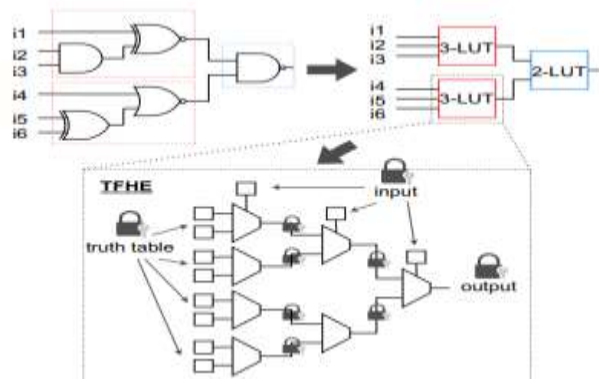 i1
i2
i3
i4
i5
i6
i1
i2
i3
3-LUT
2-LUT
i4
i5
i6
3-LUT
TFHE
input
truth table
output